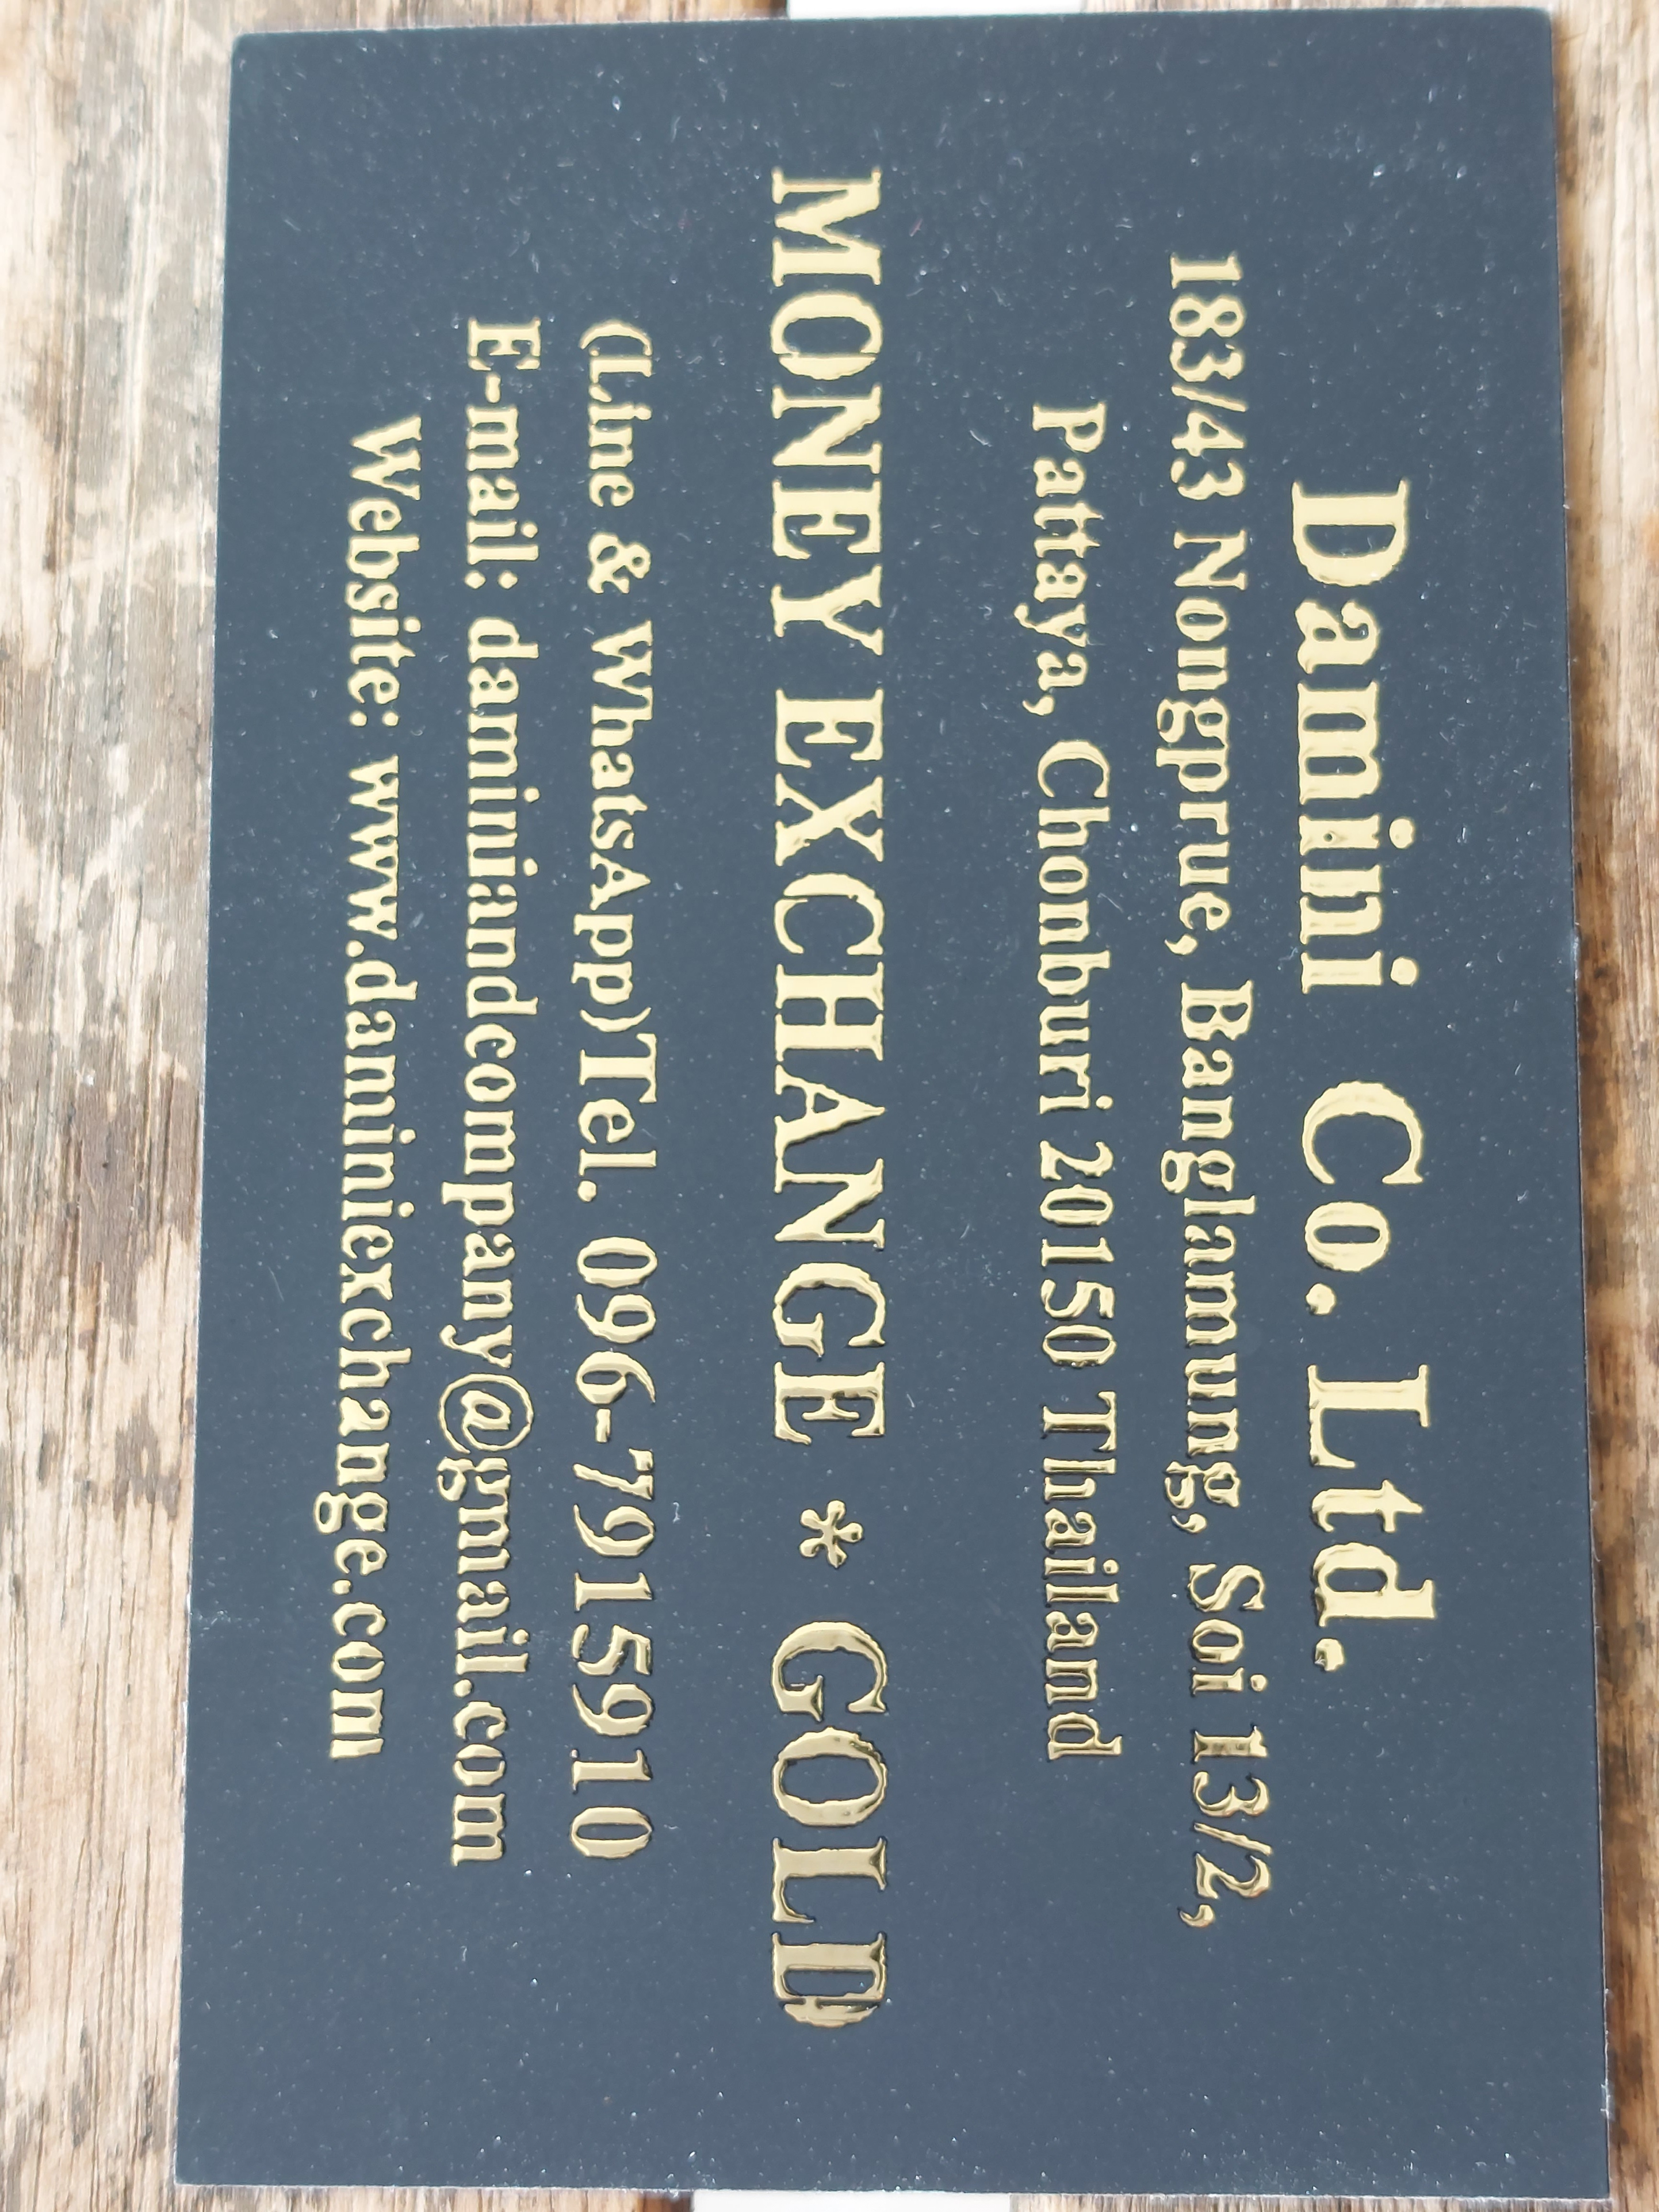 Damini Co. Ltd.
183/43 Nongprue, Banglamung, Soi 13/2,
Pattaya, Chonburi 20150 Thailand
MONEY EXCHANGE * GOLD
(Line & WhatsApp)Tel. 096-7915910
E-mail: daminiandcompany@gmail.com
Website: www.daminiexchange.com